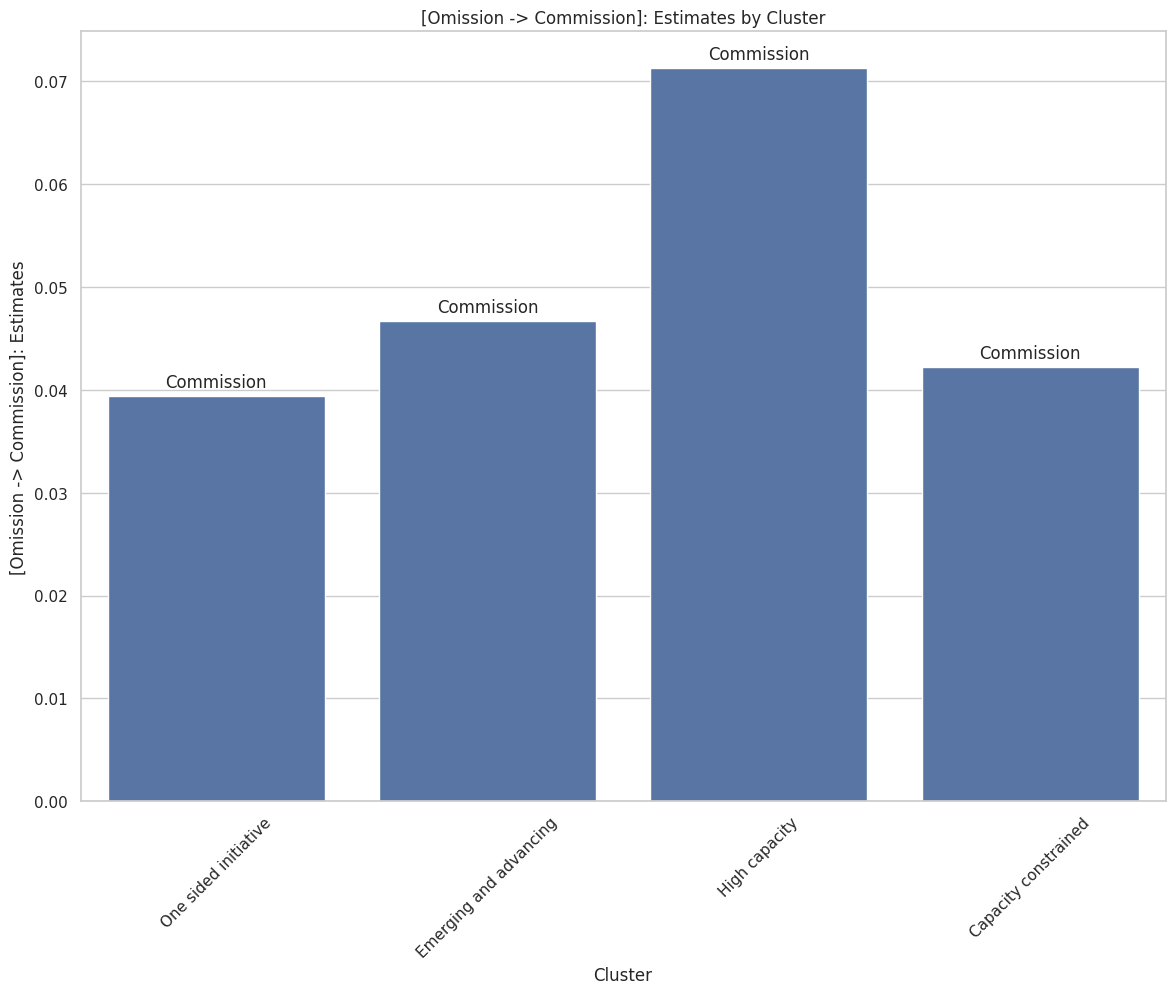 [Omission -> Commission]: Estimates by Cluster
[Omission -> Commission]: Estimates
0.07
0.06
0.05
0.04
0.03
0.02
0.01
0.00
Commission
Commission
Commission
Commission
One sided initiative
Emerging and advancing
High capacity
Capacity constrained
Cluster